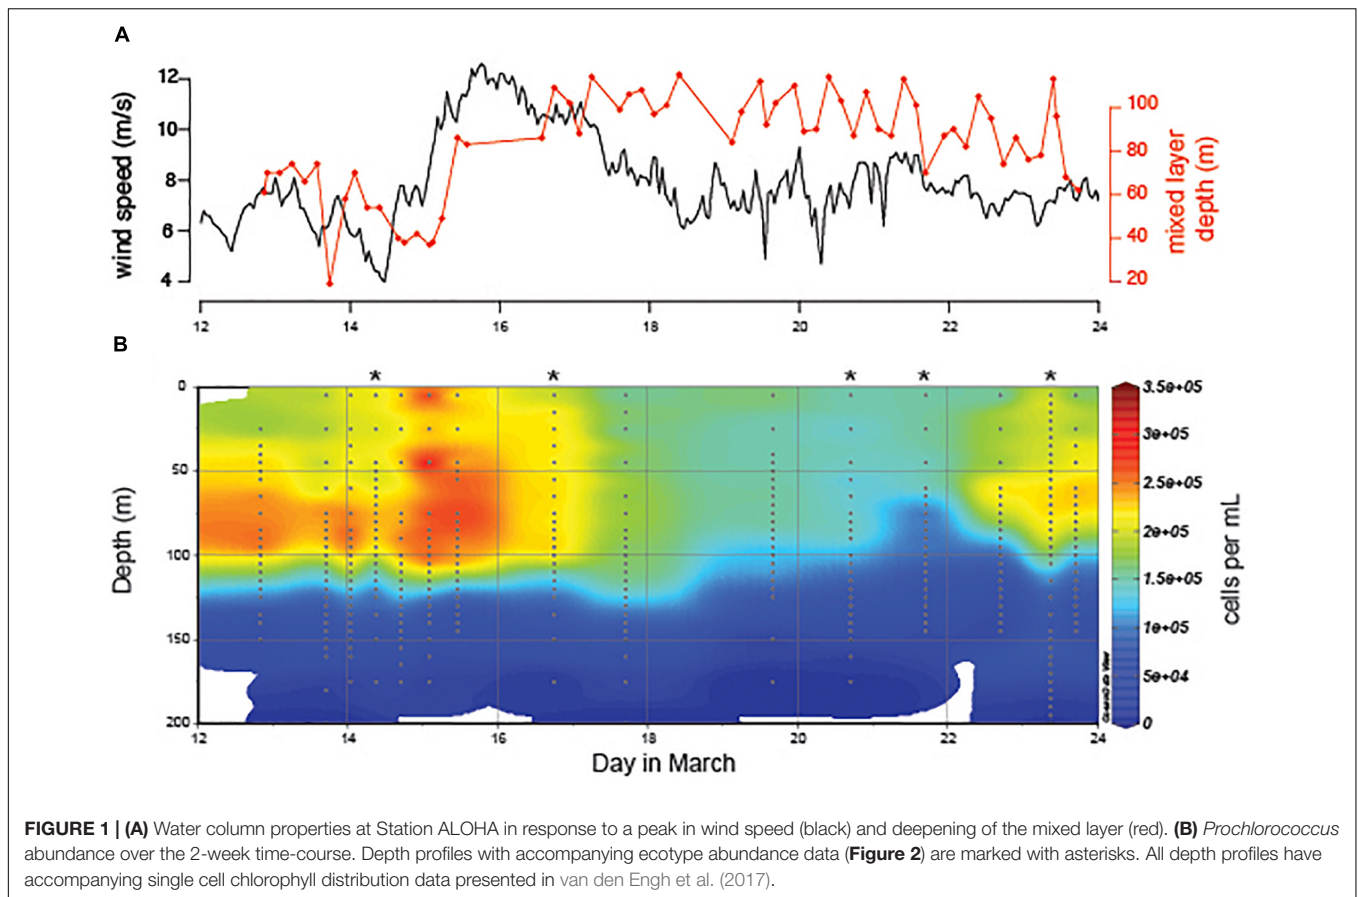 A
wind speed (m/s)
12
10
8
6
4
100
80
60
40
20
mixed layer
depth (m)
12 14 16 18 20 22 24
B
* * * * *
Depth (m)
0
50
100
150
200
12 14 16 18 20 22 24
Day in March
3.5e+05
3e+05
2.5e+05
2e+05
1.5e+05
1e+05
5e+04
0
cells per mL
FIGURE 1 | (A) Water column properties at Station ALOHA in response to a peak in wind speed (black) and deepening of the mixed layer (red). (B) Prochlorococcus
abundance over the 2-week time-course. Depth profiles with accompanying ecotype abundance data (Figure 2) are marked with asterisks. All depth profiles have
accompanying single cell chlorophyll distribution data presented in van den Engh et al. (2017).